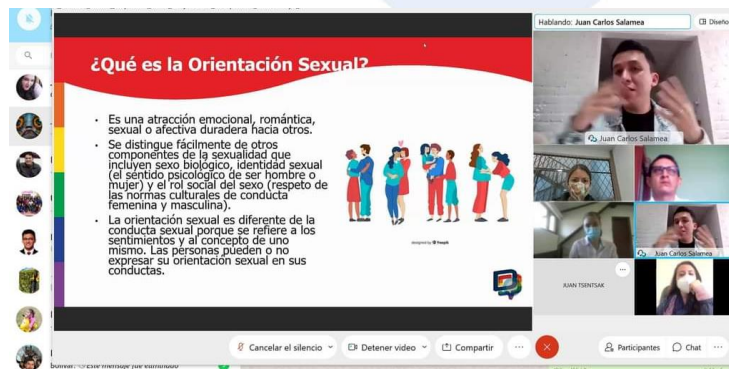 Hablando: Juan Carlos Salamea
Diseño
¿Qué es la Orientación Sexual?
• Es una atracción emocional, romántica,
sexual o afectiva duradera hacia otros.
• Se distingue fácilmente de otros
componentes de la sexualidad que
incluyen sexo biológico, identidad sexual
(el sentido psicológico de ser hombre o
mujer) y el rol social del sexo (respeto de
las normas culturales de conducta
femenina y masculina).
• La orientación sexual es diferente de la
conducta sexual porque se refiere a los
sentimientos y al concepto de uno
mismo. Las personas pueden o no
expresar su orientación sexual en sus
conductas.
designed by freepik
Juan Carlos Salamea
Juan Carlos Salamea
JUAN TSENTSAK
Cancelar el silencio
Detener video
Compartir
Participantes
Chat
Bolívar: Este mensaje fue eliminado